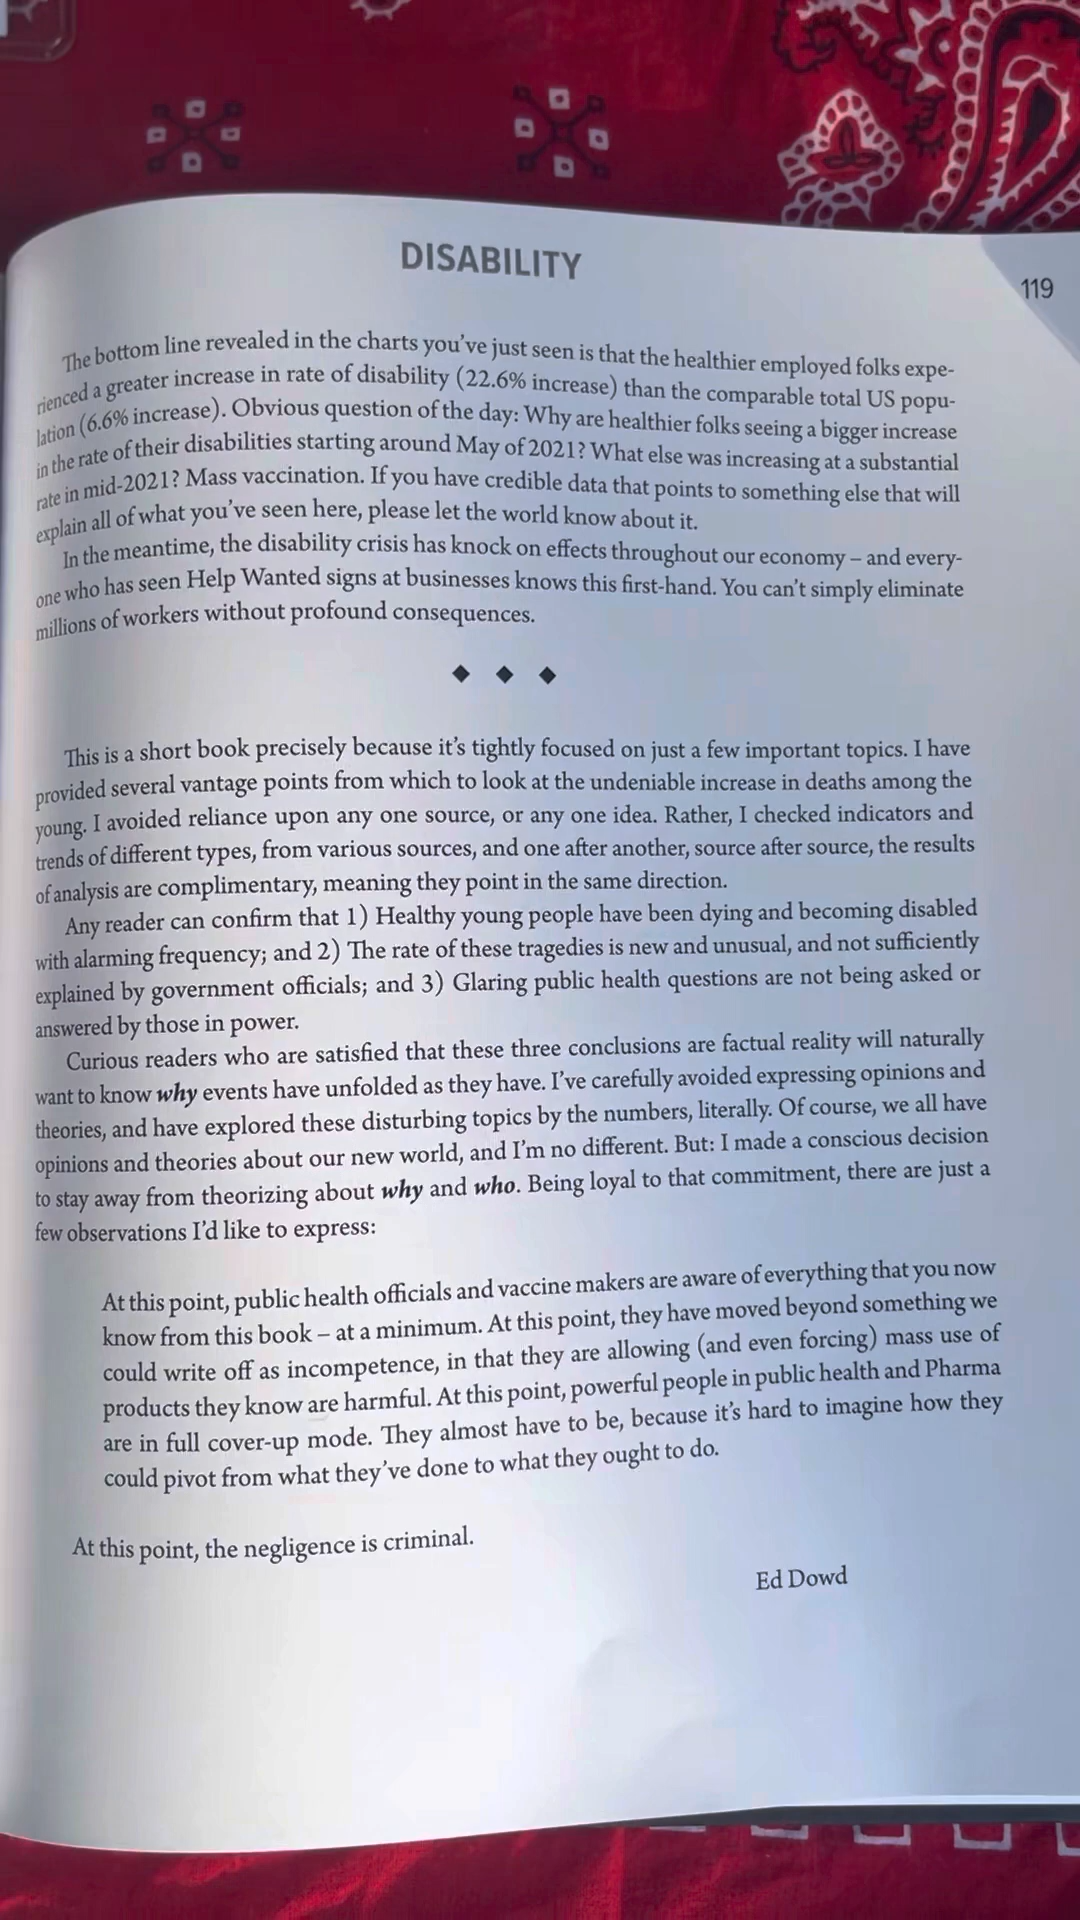 DISABILITY
119
The bottom line revealed in the charts you've just seen is that the healthier employed folks expe-
rienced a greater increase in rate of disability (22.6% increase) than the comparable total US popu-
lation (6.6% increase). Obvious question of the day: Why are healthier folks seeing a bigger increase
in the rate of their disabilities starting around May of 2021? What else was increasing at a substantial
rate in mid-2021? Mass vaccination. If you have credible data that points to something else that will
explain all of what you've seen here, please let the world know about it.
In the meantime, the disability crisis has knock on effects throughout our economy – and every-
one who has seen Help Wanted signs at businesses knows this first-hand. You can't simply eliminate
millions of workers without profound consequences.
This is a short book precisely because it's tightly focused on just a few important topics. I have
provided several vantage points from which to look at the undeniable increase in deaths among the
young. I avoided reliance upon any one source, or any one idea. Rather, I checked indicators and
trends of different types, from various sources, and one after another, source after source, the results
of analysis are complimentary, meaning they point in the same direction.
Any reader can confirm that 1) Healthy young people have been dying and becoming disabled
with alarming frequency; and 2) The rate of these tragedies is new and unusual, and not sufficiently
explained by government officials; and 3) Glaring public health questions are not being asked or
answered by those in power.
Curious readers who are satisfied that these three conclusions are factual reality will naturally
want to know why events have unfolded as they have. I've carefully avoided expressing opinions and
theories, and have explored these disturbing topics by the numbers, literally. Of course, we all have
opinions and theories about our new world, and I'm no different. But: I made a conscious decision
to stay away from theorizing about why and who. Being loyal to that commitment, there are just a
few observations I'd like to express:
At this point, public health officials and vaccine makers are aware of everything that you now
know from this book – at a minimum. At this point, they have moved beyond something we
could write off as incompetence, in that they are allowing (and even forcing) mass use of
products they know are harmful. At this point, powerful people in public health and Pharma
are in full cover-up mode. They almost have to be, because it's hard to imagine how they
could pivot from what they've done to what they ought to do.
At this point, the negligence is criminal.
Ed Dowd